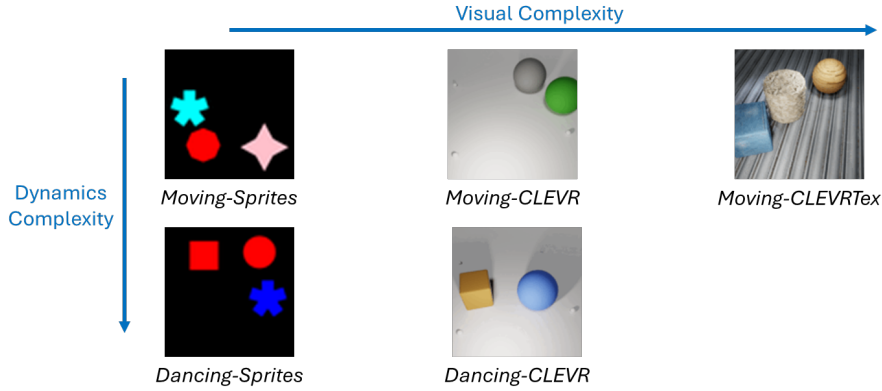 Visual Complexity
Dynamics
Complexity
Moving-Sprites
Moving-CLEVR
Moving-CLEVRTex
Dancing-Sprites
Dancing-CLEVR